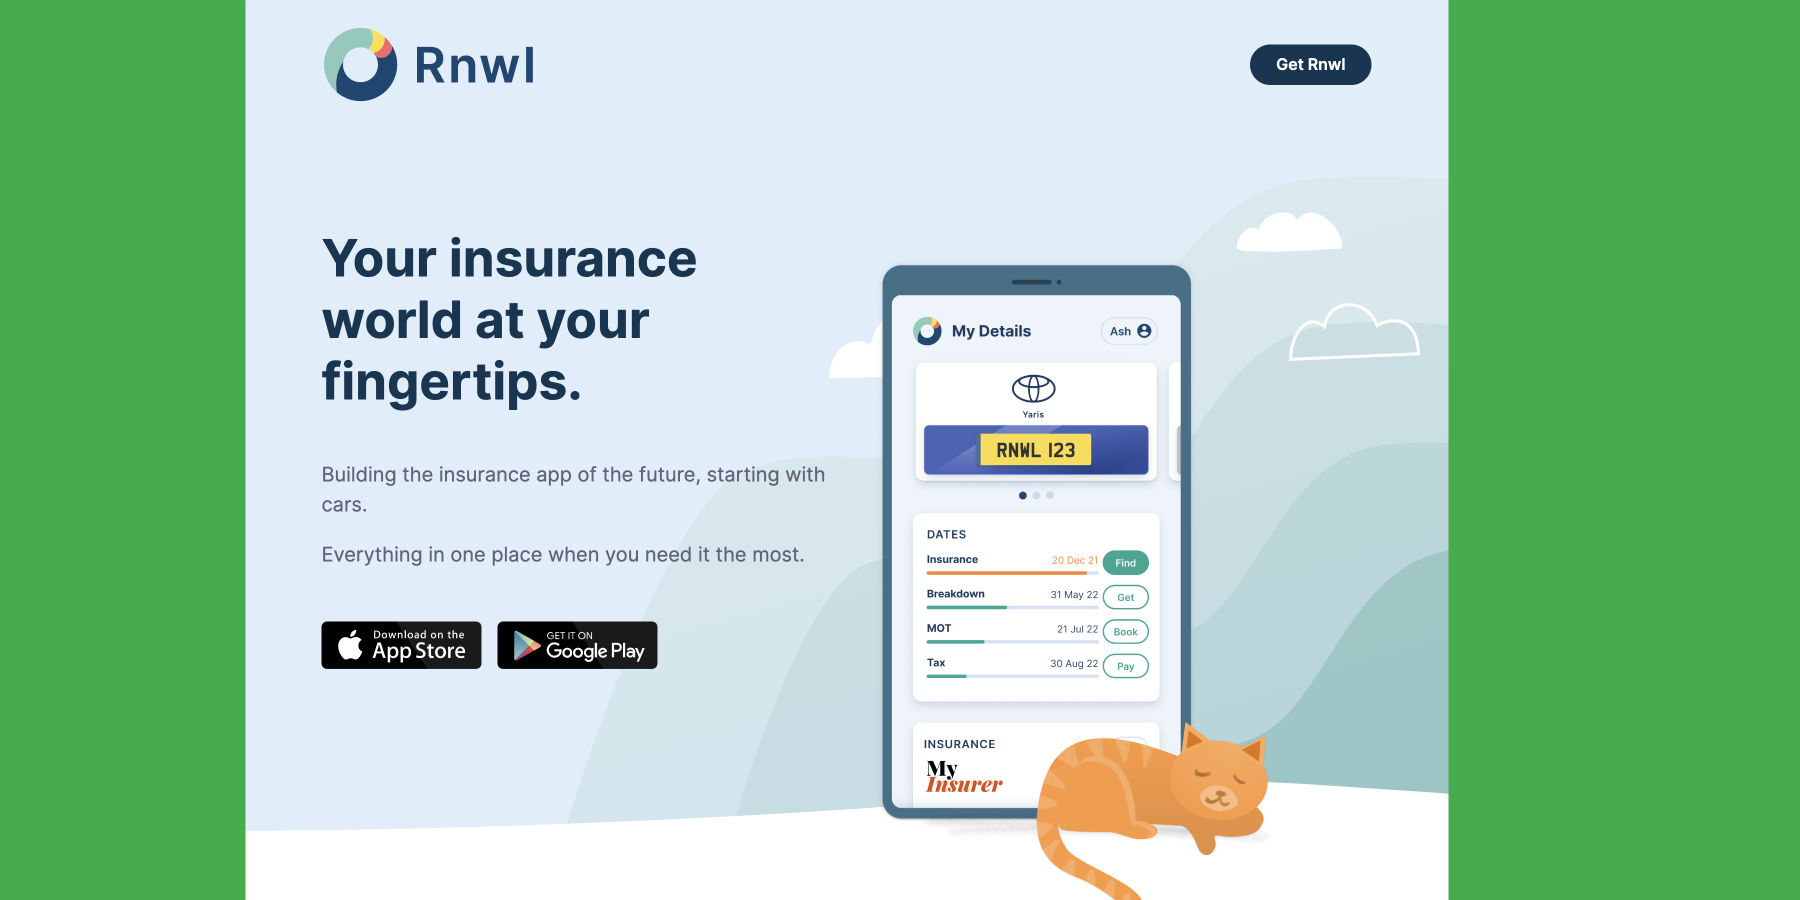 Rnwl
Get Rnwl
Your insurance
world at your
fingertips.
Building the insurance app of the future, starting with
cars.
Everything in one place when you need it the most.
Download on the
App Store
GET IT ON
Google Play
My Details
Ash
Yaris
RNWL 123
DATES
Insurance 20 Dec 21 Find
Breakdown 31 May 22 Get
MOT 21 Jul 22 Book
Tax 30 Aug 22 Pay
INSURANCE
My
Insurer